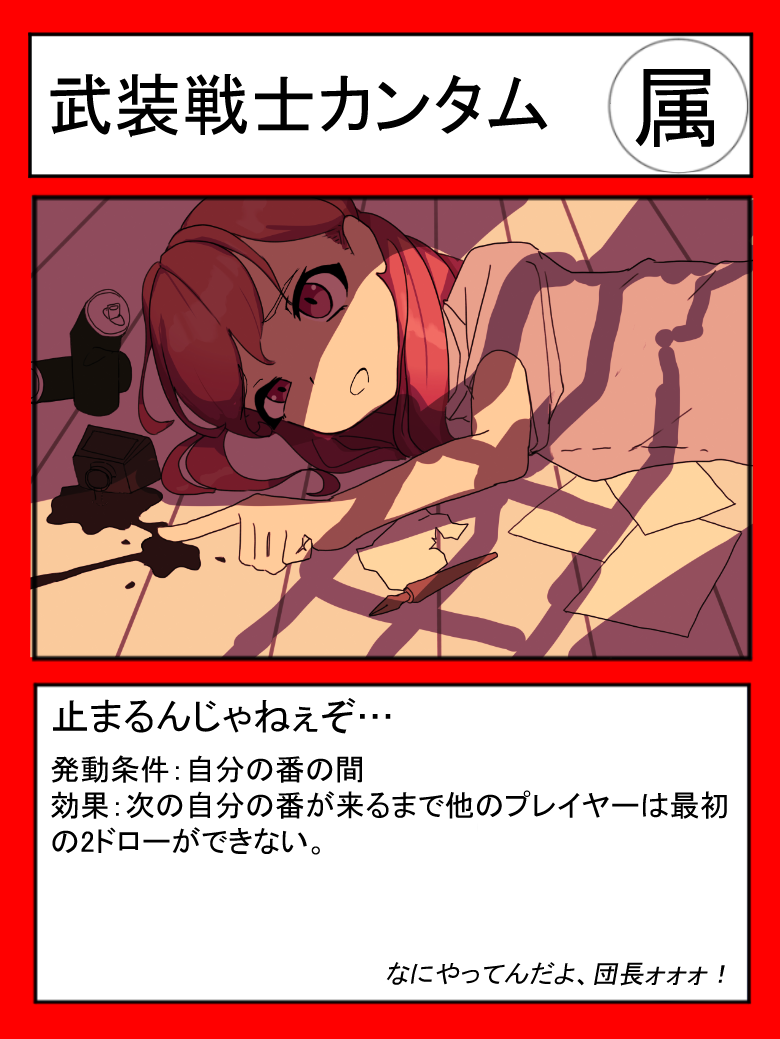 武装戦士カンタム
属
止まるんじゃねぇぞ…
発動条件：自分の番の間
効果：次の自分の番が来るまで他のプレイヤーは最初
の2ドローができない。
なにやってんだよ、団長ォォォ！